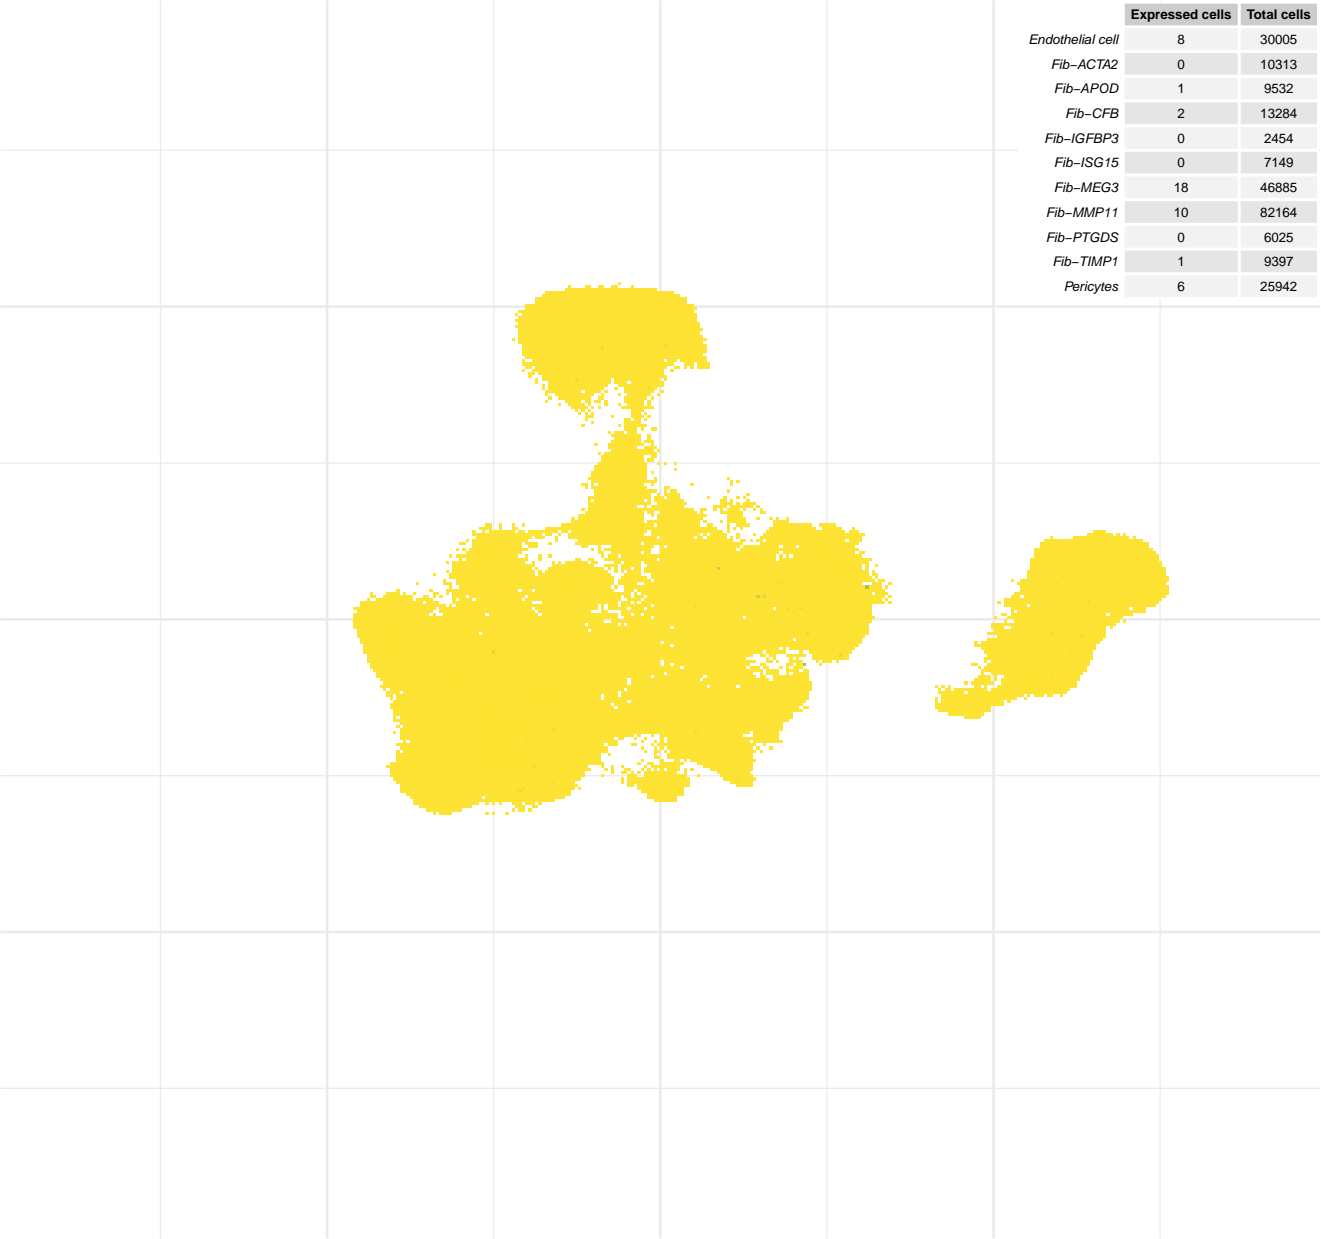 Expressed cells Total cells
Endothelial cell 8 30005
Fib−ACTA2 0 10313
Fib−APOD 1 9532
Fib−CFB 2 13284
Fib−IGFBP3 0 2454
Fib−ISG15 0 7149
Fib−MEG3 18 46885
Fib−MMP11 10 82164
Fib−PTGDS 0 6025
Fib−TIMP1 1 9397
Pericytes 6 25942